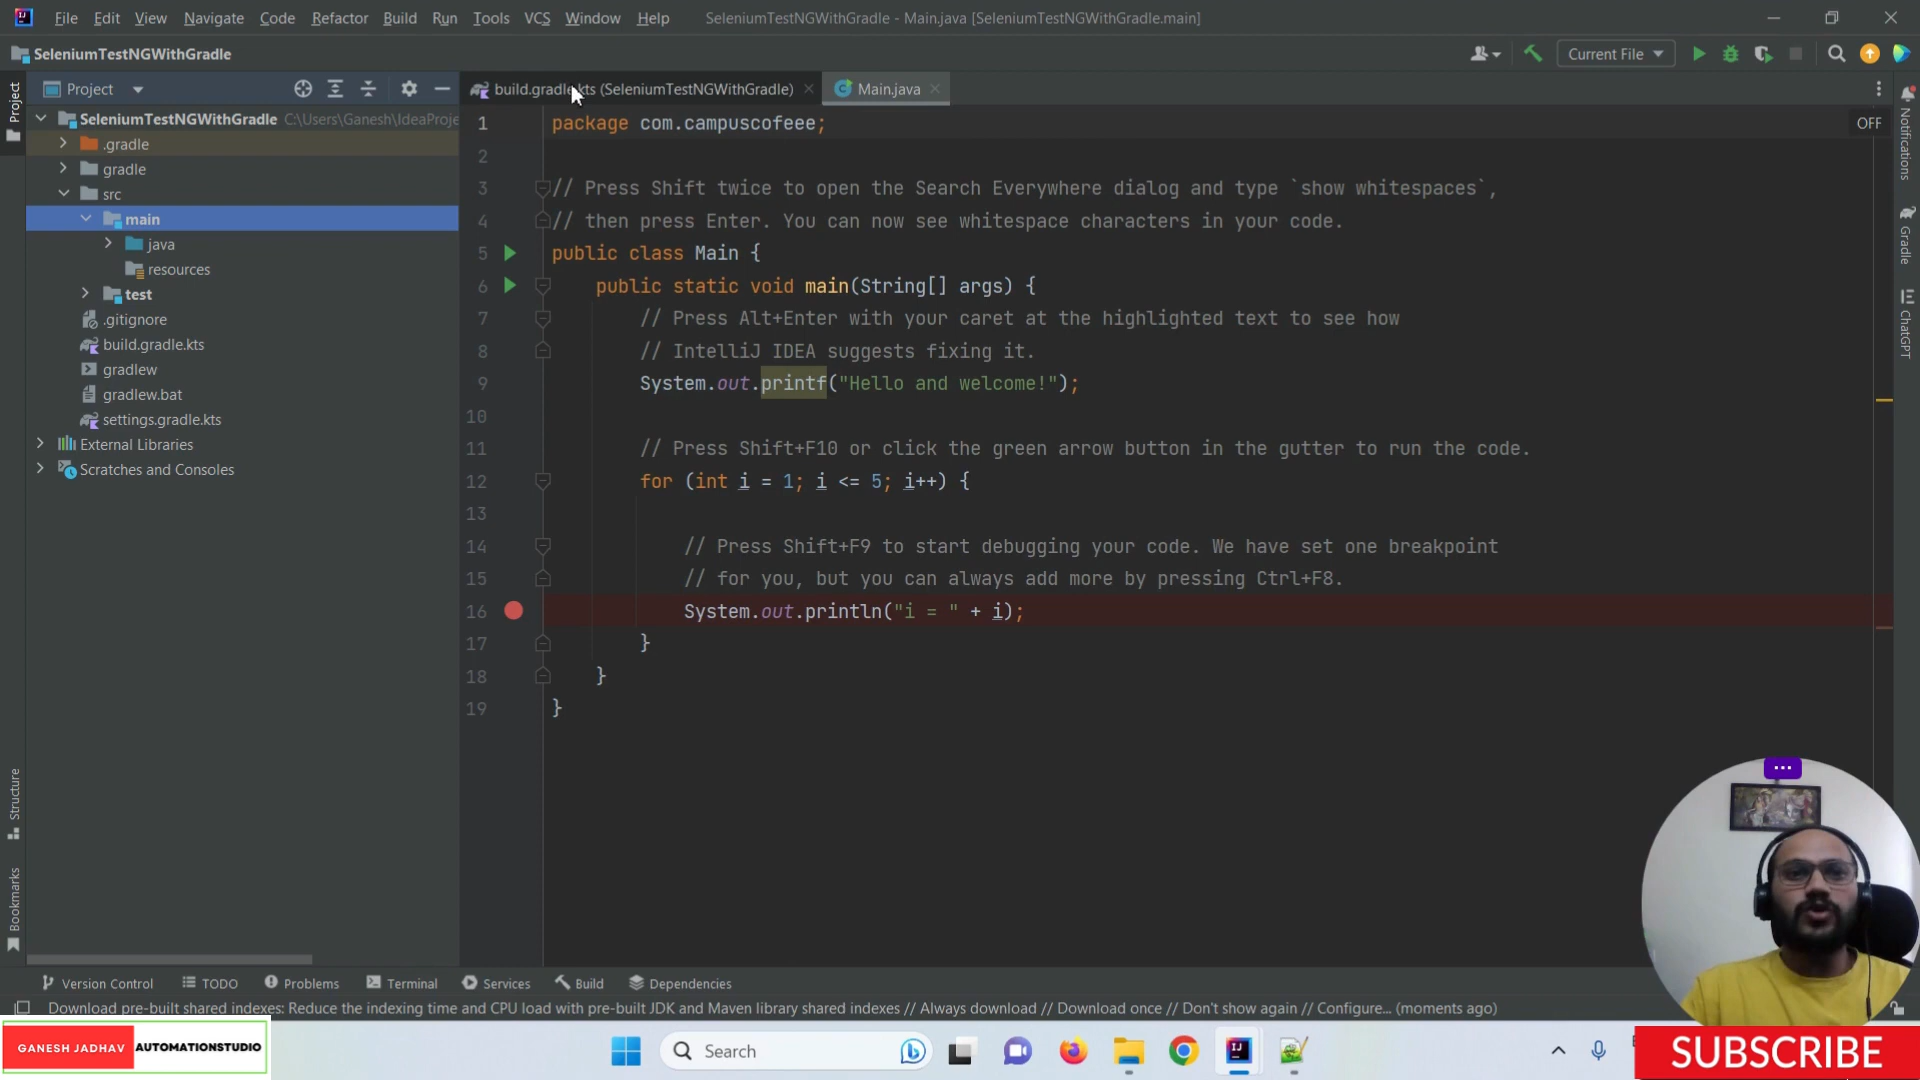 File Edit View Navigate Code Refactor Build Run Tools VCS Window Help SeleniumTestNGWithGradle - Main.java [SeleniumTestNGWithGradle.main]
SeleniumTestNGWithGradle
Current File
Project
Project
build.gradle.kts (SeleniumTestNGWithGradle)
Main.java
SeleniumTestNGWithGradle C:\Users\Ganesh\IdeaProje
.gradle
gradle
src
main
java
resources
test
.gitignore
build.gradle.kts
gradlew
gradlew.bat
settings.gradle.kts
External Libraries
Scratches and Consoles
Structure
Bookmarks
1 package com.campuscofeee;
OFF
2
3 // Press Shift twice to open the Search Everywhere dialog and type `show whitespaces`,
4 // then press Enter. You can now see whitespace characters in your code.
5 public class Main {
6 public static void main(String[] args) {
7 // Press Alt+Enter with your caret at the highlighted text to see how
8 // IntelliJ IDEA suggests fixing it.
9 System.out.printf("Hello and welcome!");
10
11 // Press Shift+F10 or click the green arrow button in the gutter to run the code.
12 for (int i = 1; i <= 5; i++) {
13
14 // Press Shift+F9 to start debugging your code. We have set one breakpoint
15 // for you, but you can always add more by pressing Ctrl+F8.
16 System.out.println("i = " + i);
17 }
18 }
19 }
Notifications
Gradle
ChatGPT
Version Control TODO Problems Terminal Services Build Dependencies
Download pre-built shared indexes: Reduce the indexing time and CPU load with pre-built JDK and Maven library shared indexes // Always download // Download once // Don't show again // Configure... (moments ago)
GANESH JADHAV AUTOMATIONSTUDIO
Search
SUBSCRIBE